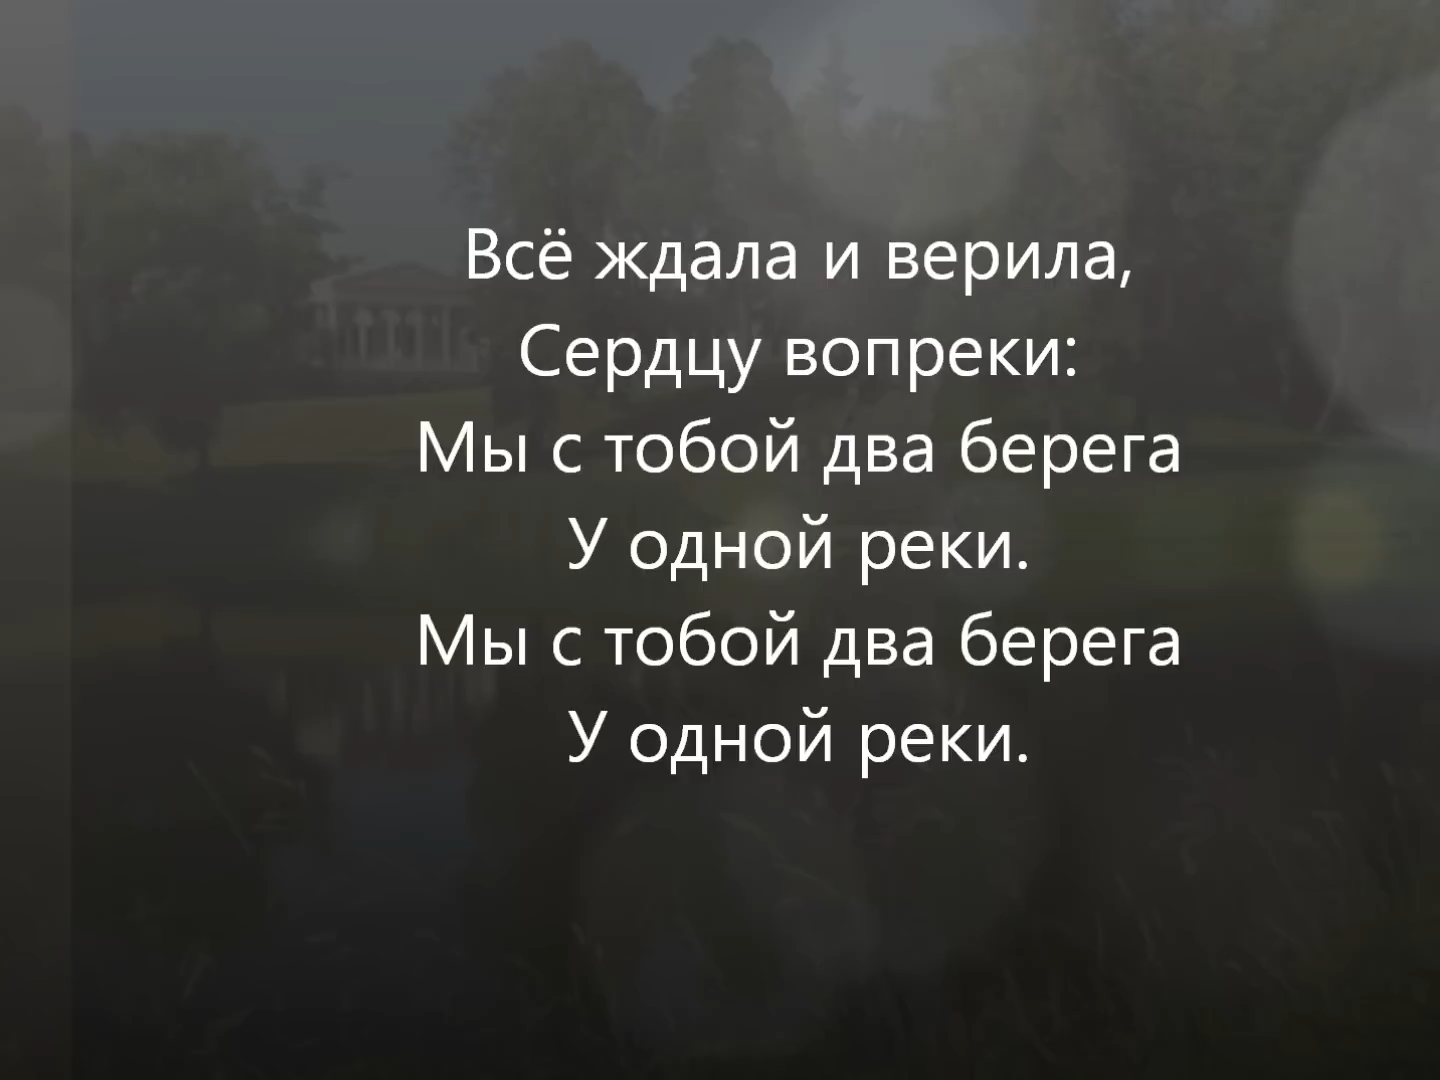 Всё ждала и верила,
Сердцу вопреки:
Мы с тобой два берега
У одной реки.
Мы с тобой два берега
У одной реки.